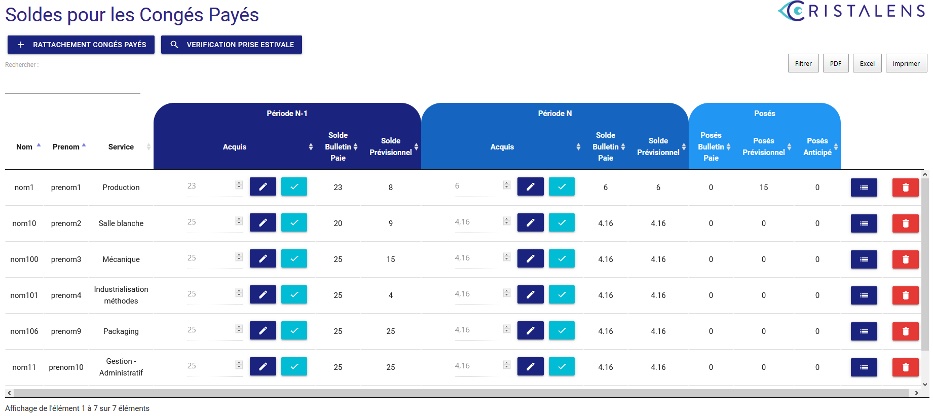 Soldes pour les Congés Payés
CRISTALENS
+ RATTACHEMENT CONGÉS PAYÉS
VERIFICATION PRISE ESTIVALE
Rechercher :
Filtrer PDF Excel Imprimer
Période N-1 Période N Posés
Nom Prenom Service Acquis Solde Bulletin Paie Solde Prévisionnel Acquis Solde Bulletin Paie Solde Prévisionnel Posés Bulletin Paie Posés Prévisionnel Posés Anticipé
nom1 prenom1 Production 23 23 8 6 6 6 0 15 0
nom10 prenom2 Salle blanche 25 20 9 4.16 4.16 4.16 0 0 0
nom100 prenom3 Mécanique 25 25 15 4.16 4.16 4.16 0 0 0
nom101 prenom4 Industrialisation méthodes 25 25 4 4.16 4.16 4.16 0 0 0
nom106 prenom9 Packaging 25 25 25 4.16 4.16 4.16 0 0 0
nom11 prenom10 Gestion - Administratif 25 25 25 4.16 4.16 4.16 0 0 0
Affichage de l'élément 1 à 7 sur 7 éléments